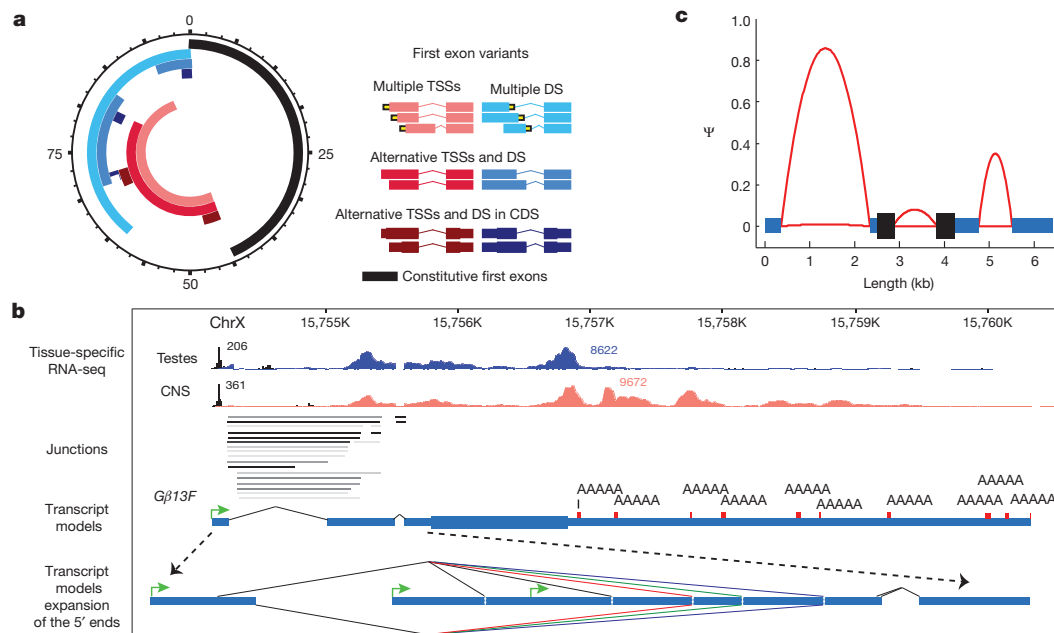 a
0
25
50
75
First exon variants
Multiple TSSs
Multiple DS
Alternative TSSs and DS
Alternative TSSs and DS in CDS
Constitutive first exons
c
1.0
0.8
0.6
0.4
0.2
0
Ψ
0 1 2 3 4 5 6
Length (kb)
b
ChrX
15,755K
15,756K
15,757K
15,758K
15,759K
15,760K
Tissue-specific
RNA-seq
Testes
206
8622
CNS
361
9672
Junctions
Gβ13F
Transcript
models
AAAAA
AAAAA
AAAAA
AAAAA
AAAAA
AAAAA
AAAAA
AAAAA
AAAAA
AAAAA
Transcript
models
expansion
of the 5′ ends